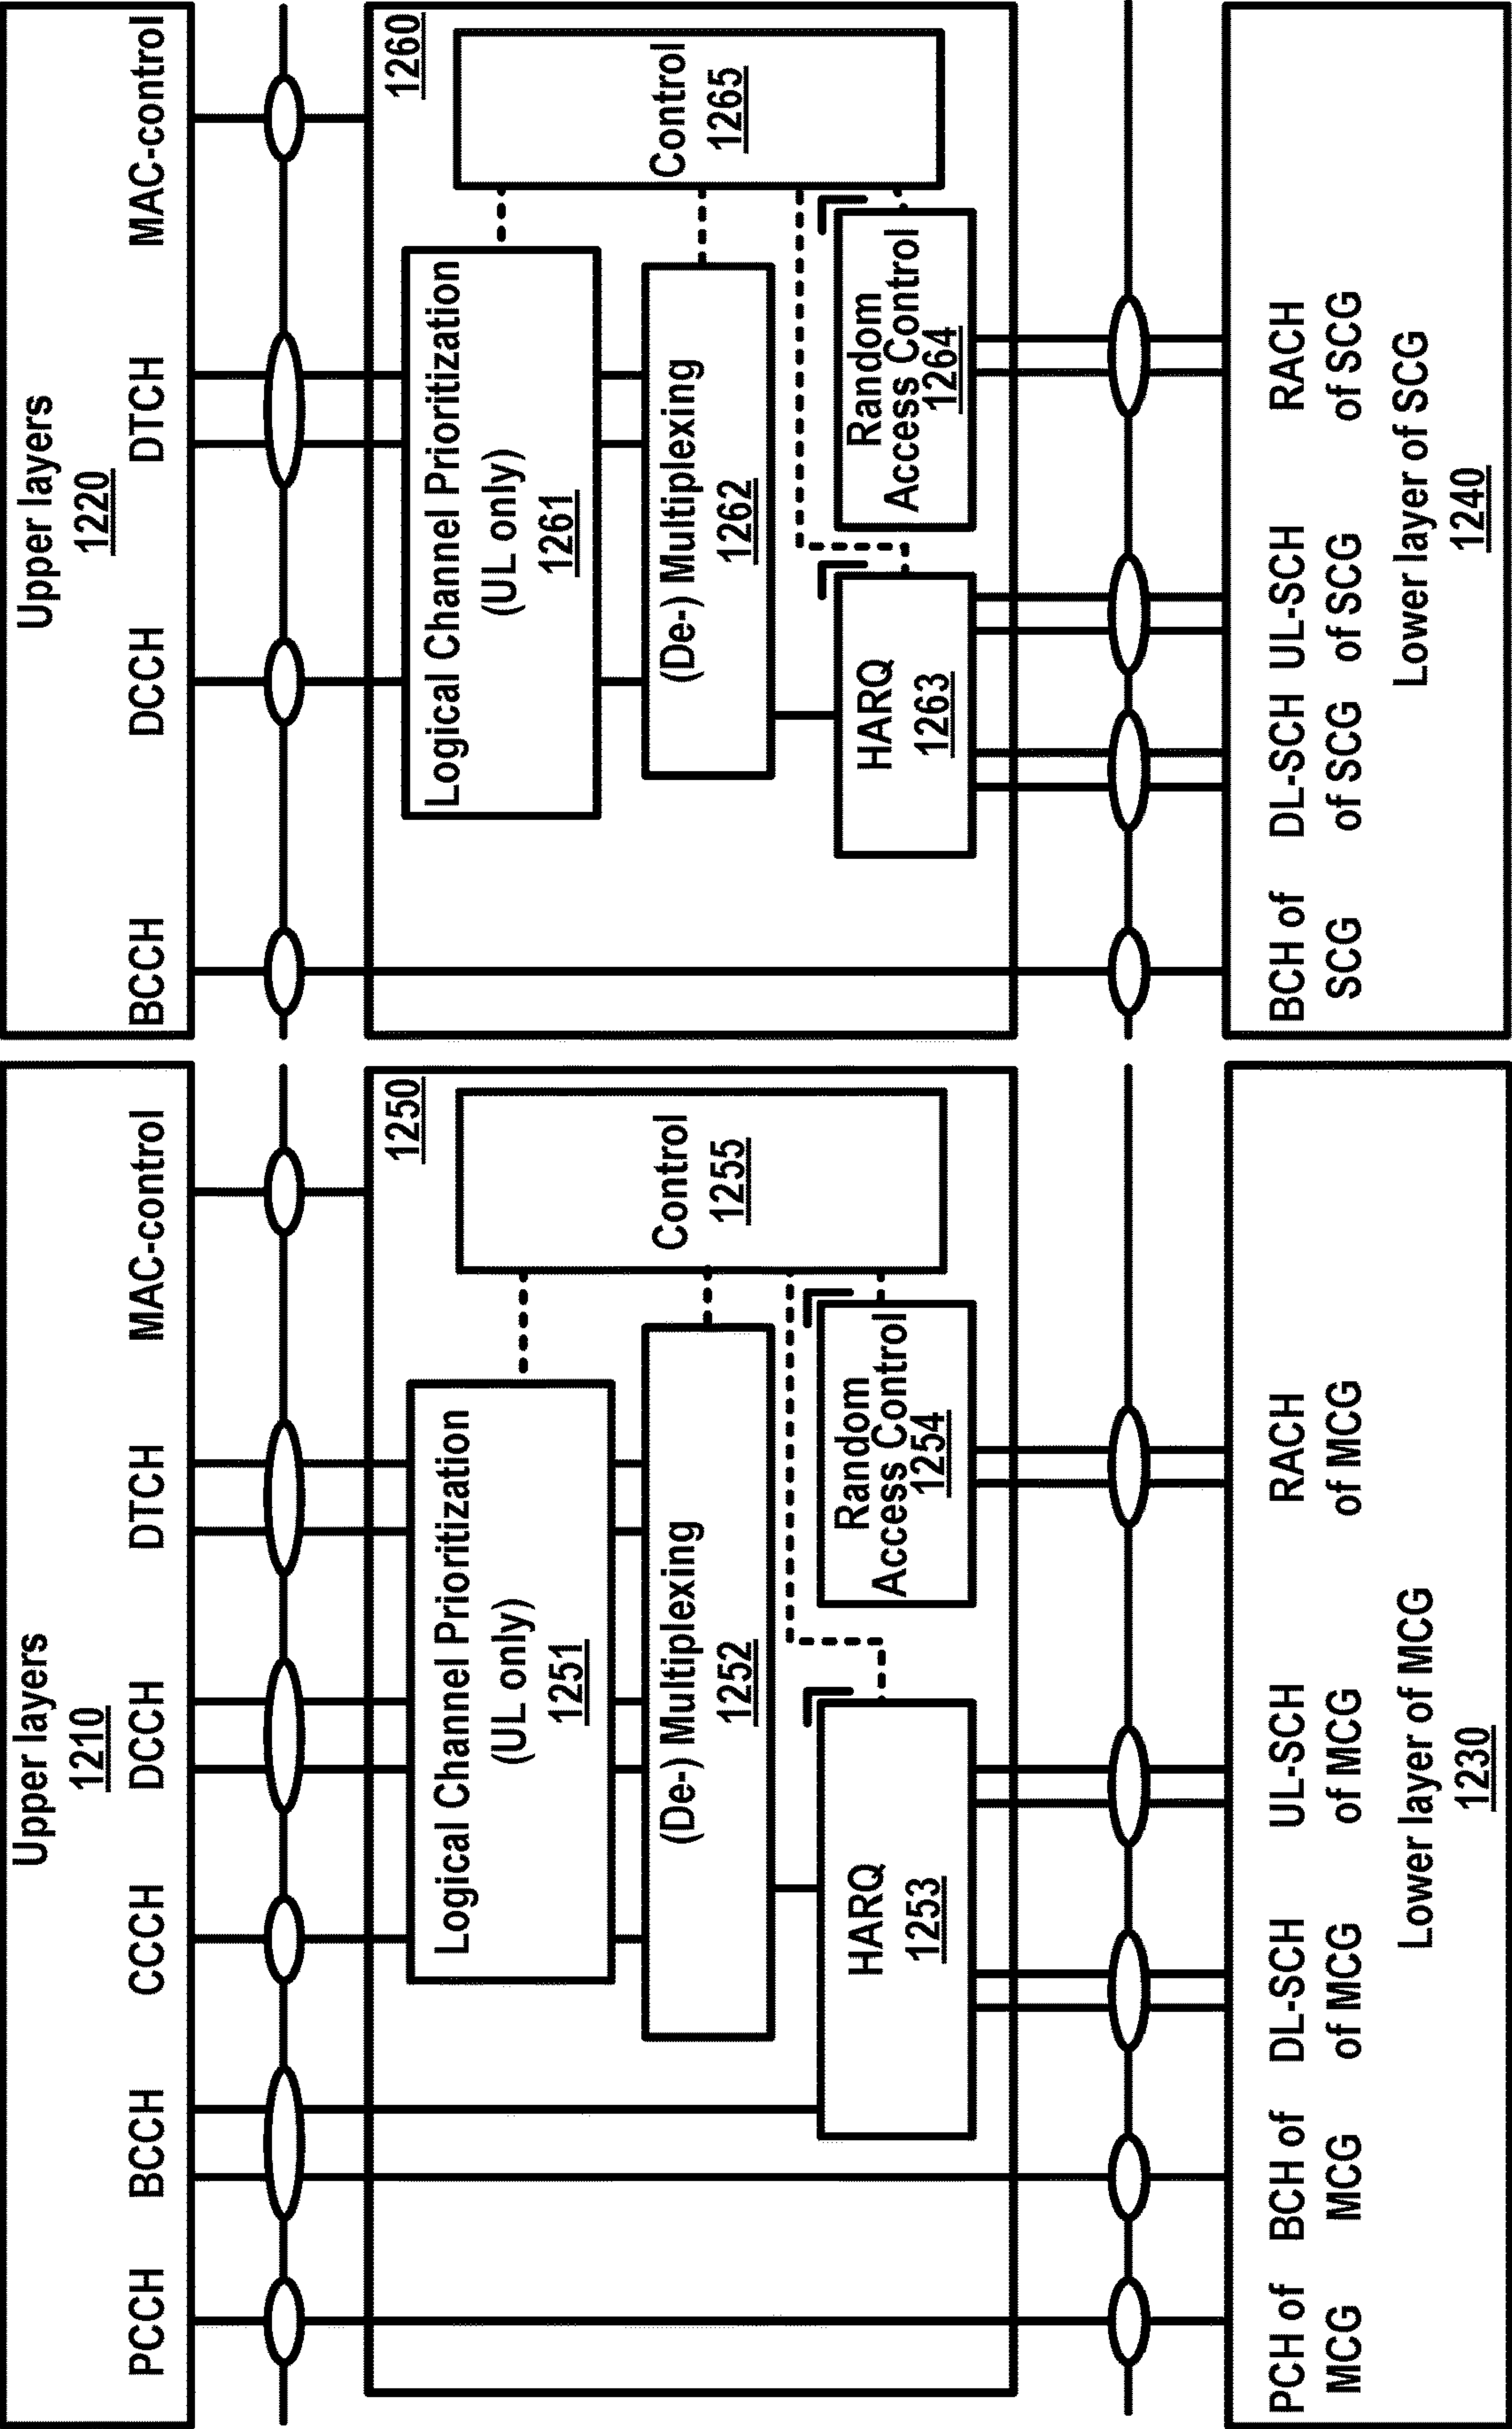 Upper layers
1210
PCCH
BCCH
CCCH
DCCH
DTCH
MAC-control
1250
Logical Channel Prioritization
(UL only)
1251
Control
1255
(De-) Multiplexing
1252
HARQ
1253
Random
Access Control
1254
PCH of
MCG
BCH of
MCG
DL-SCH
of MCG
UL-SCH
of MCG
RACH
of MCG
Lower layer of MCG
1230
Upper layers
1220
BCCH
DCCH
DTCH
MAC-control
1260
Logical Channel Prioritization
(UL only)
1261
Control
1265
(De-) Multiplexing
1262
HARQ
1263
Random
Access Control
1264
BCH of
SCG
DL-SCH
of SCG
UL-SCH
of SCG
RACH
of SCG
Lower layer of SCG
1240